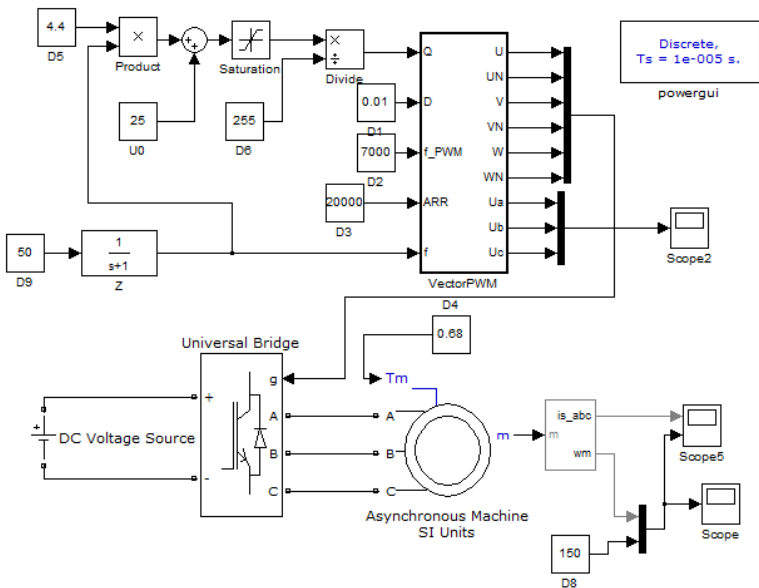 4.4
D5
×
Product
+
+
Saturation
×
÷
Divide
25
U0
255
D6
0.01
D1
7000
D2
20000
D3
Q
D
f_PWM
ARR
f
U
UN
V
VN
W
WN
Ua
Ub
Uc
VectorPWM
Discrete,
Ts = 1e-005 s.
powergui
Scope2
50
D9
1
s+1
Z
D4
0.68
Universal Bridge
g
+
A
B
-
C
+
DC Voltage Source
Tm
A
B
C
m
Asynchronous Machine
SI Units
m
is_abc
wm
Scope5
Scope
150
D8